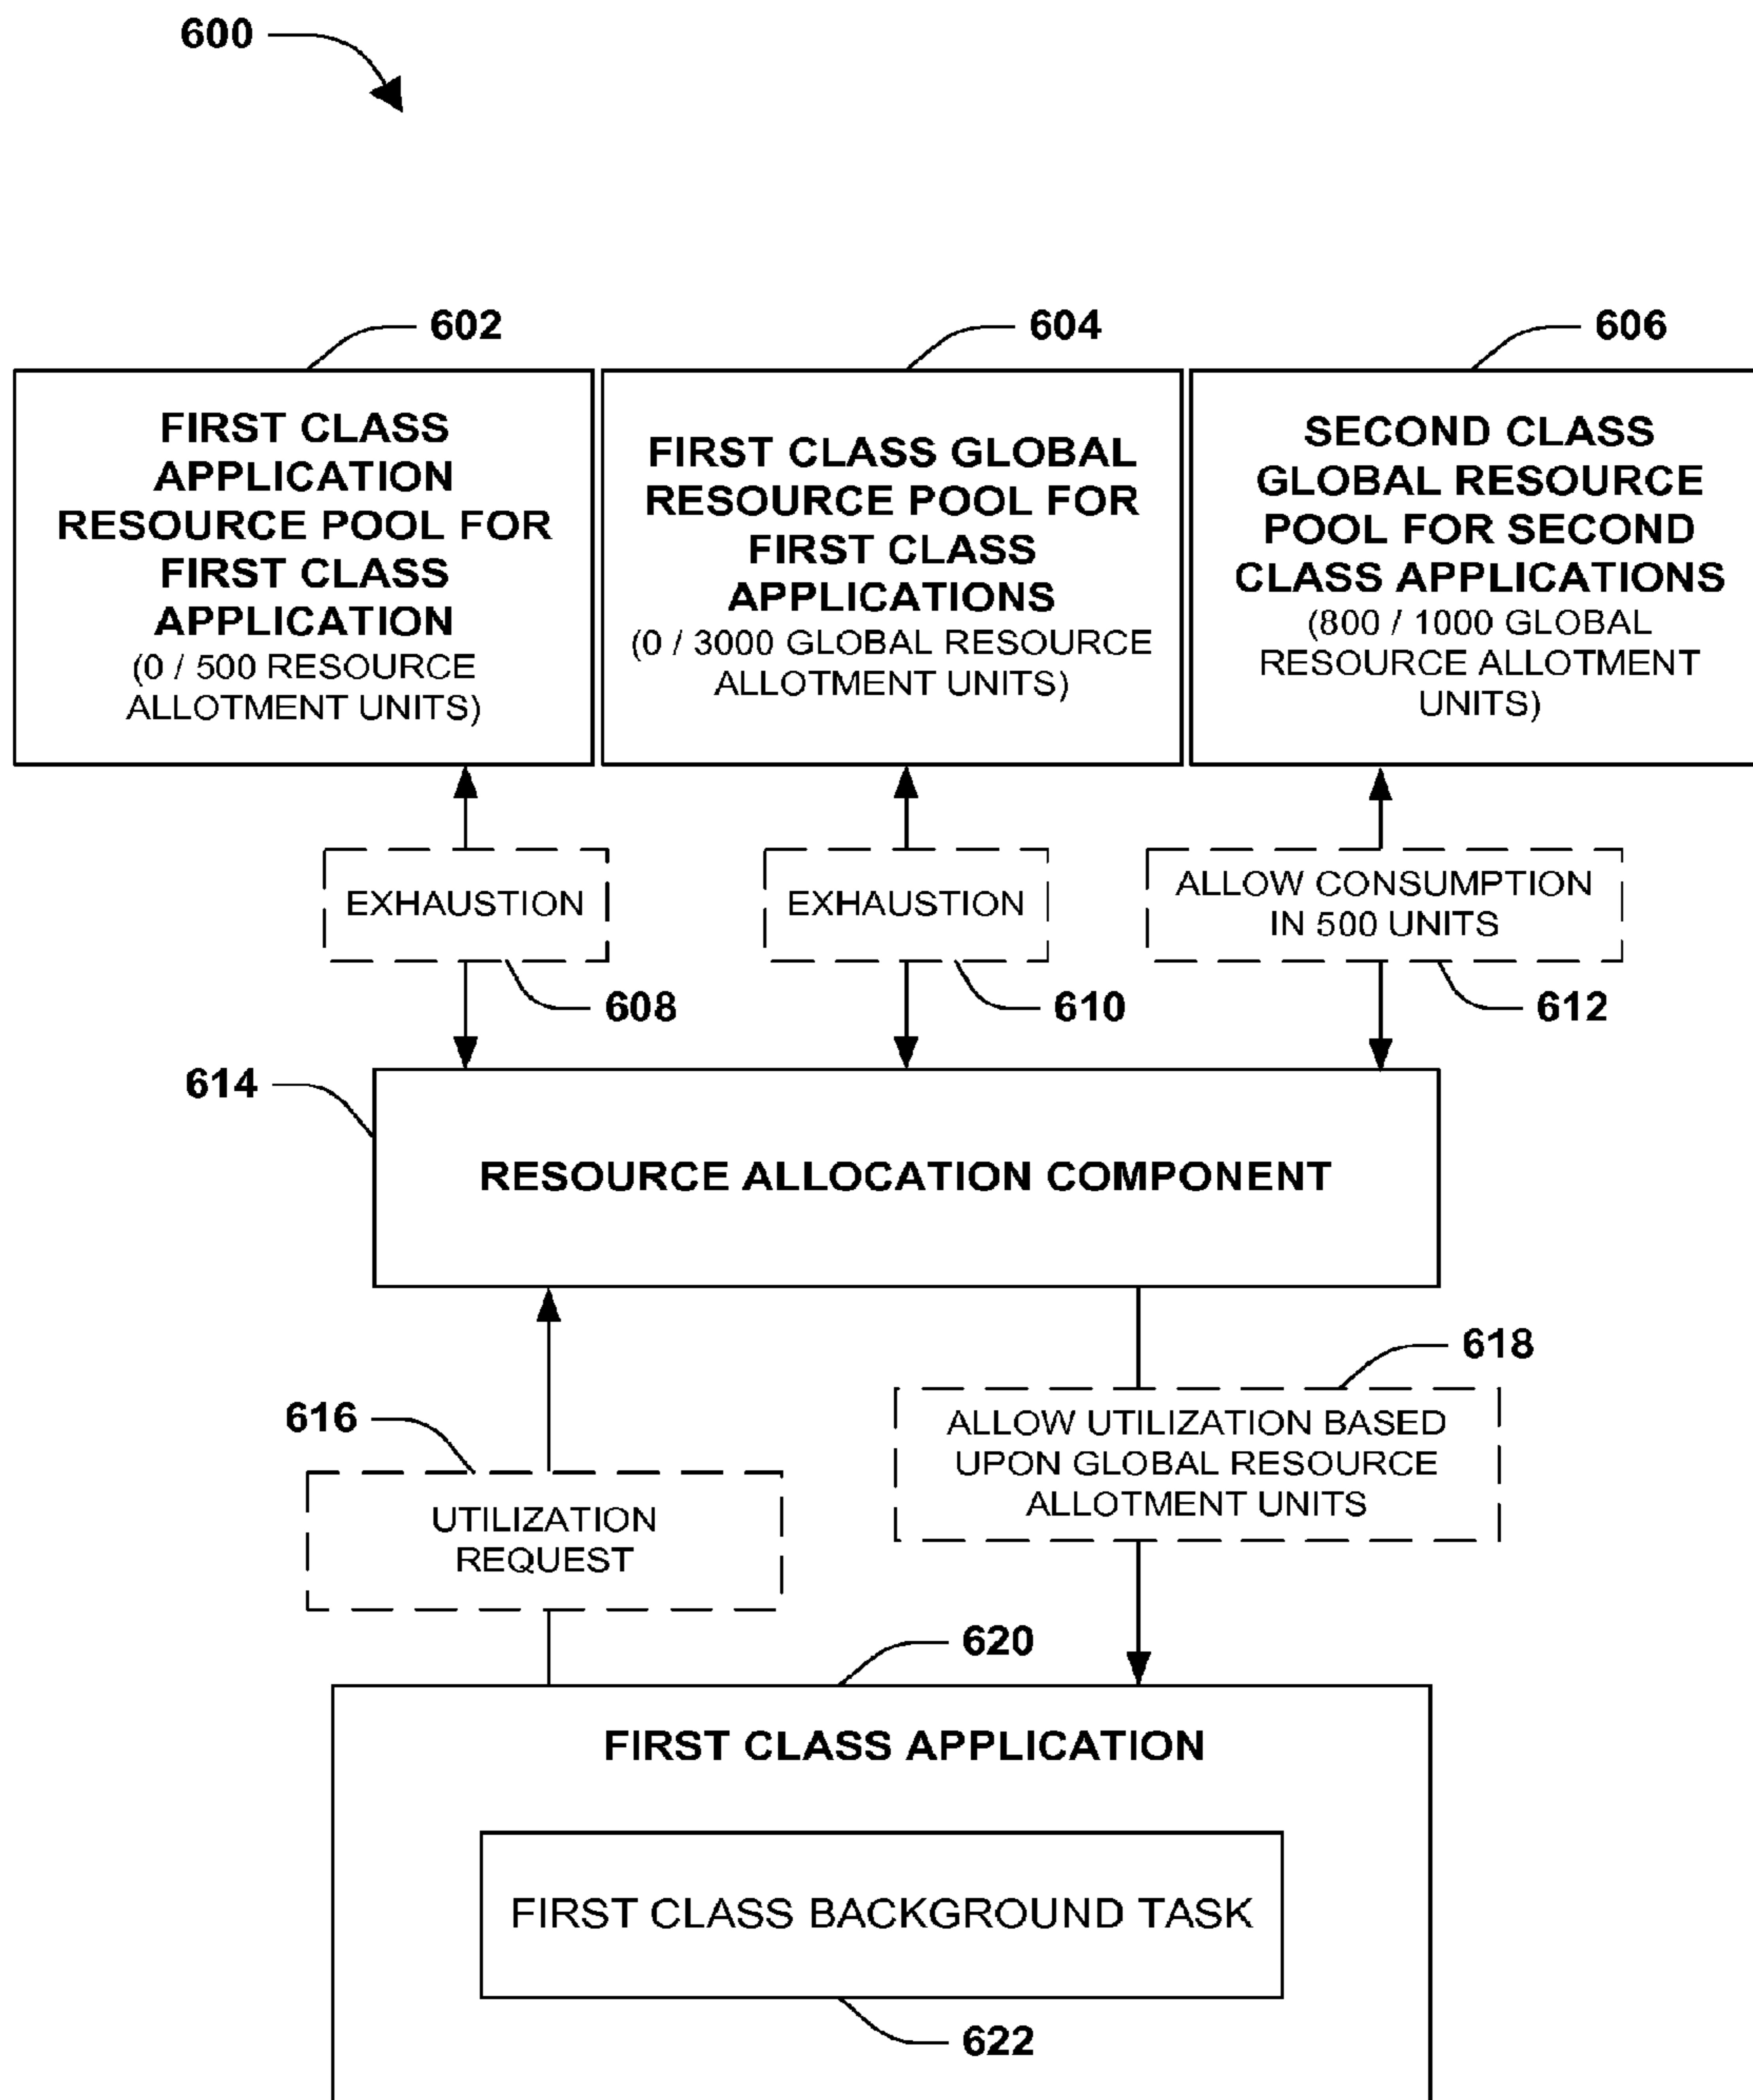 600
602
604
606
FIRST CLASS
APPLICATION
RESOURCE POOL FOR
FIRST CLASS
APPLICATION
(0 / 500 RESOURCE
ALLOTMENT UNITS)
FIRST CLASS GLOBAL
RESOURCE POOL FOR
FIRST CLASS
APPLICATIONS
(0 / 3000 GLOBAL RESOURCE
ALLOTMENT UNITS)
SECOND CLASS
GLOBAL RESOURCE
POOL FOR SECOND
CLASS APPLICATIONS
(800 / 1000 GLOBAL
RESOURCE ALLOTMENT
UNITS)
EXHAUSTION
EXHAUSTION
ALLOW CONSUMPTION
IN 500 UNITS
608
610
612
614
RESOURCE ALLOCATION COMPONENT
618
616
ALLOW UTILIZATION BASED
UPON GLOBAL RESOURCE
ALLOTMENT UNITS
UTILIZATION
REQUEST
620
FIRST CLASS APPLICATION
FIRST CLASS BACKGROUND TASK
622